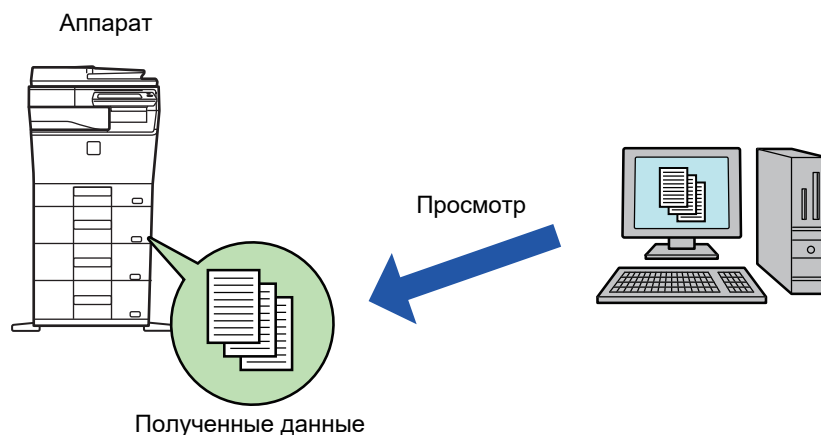 Аппарат
Просмотр
Полученные данные